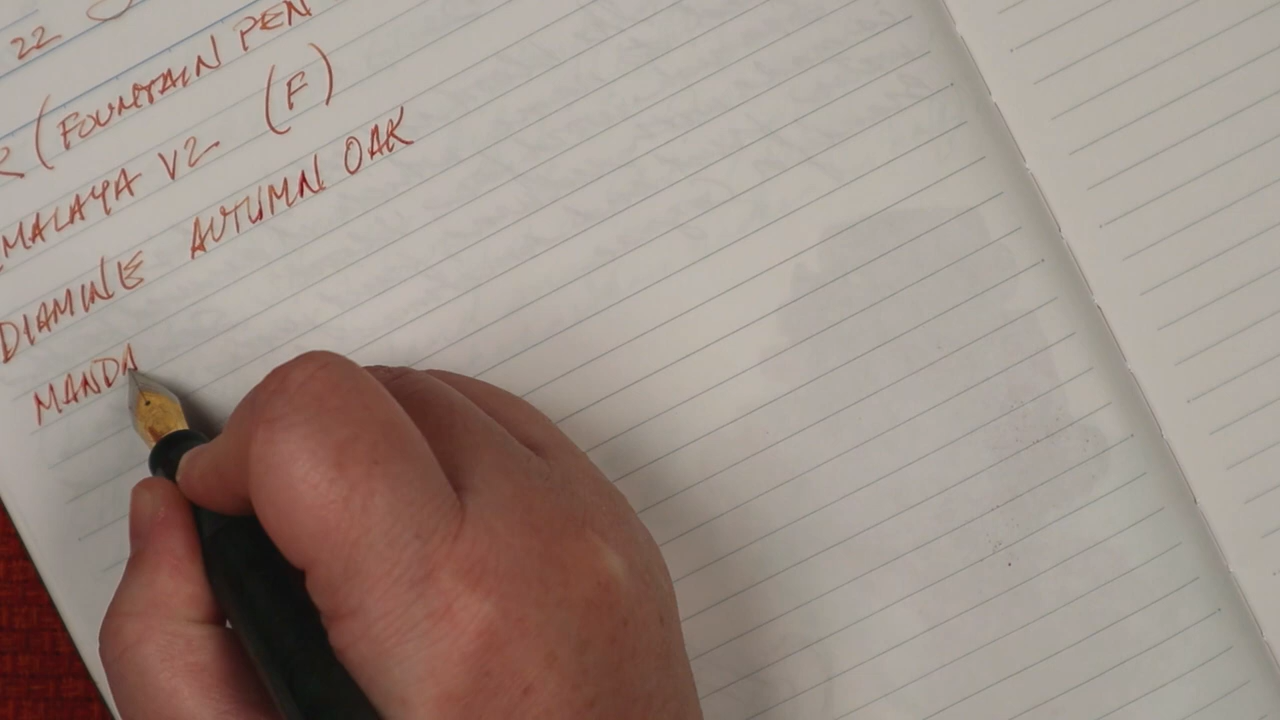 22
R (FOUNTAIN PEN
MALAYA V2 (F)
DIAMINE AUTUMN OAK
MANDA